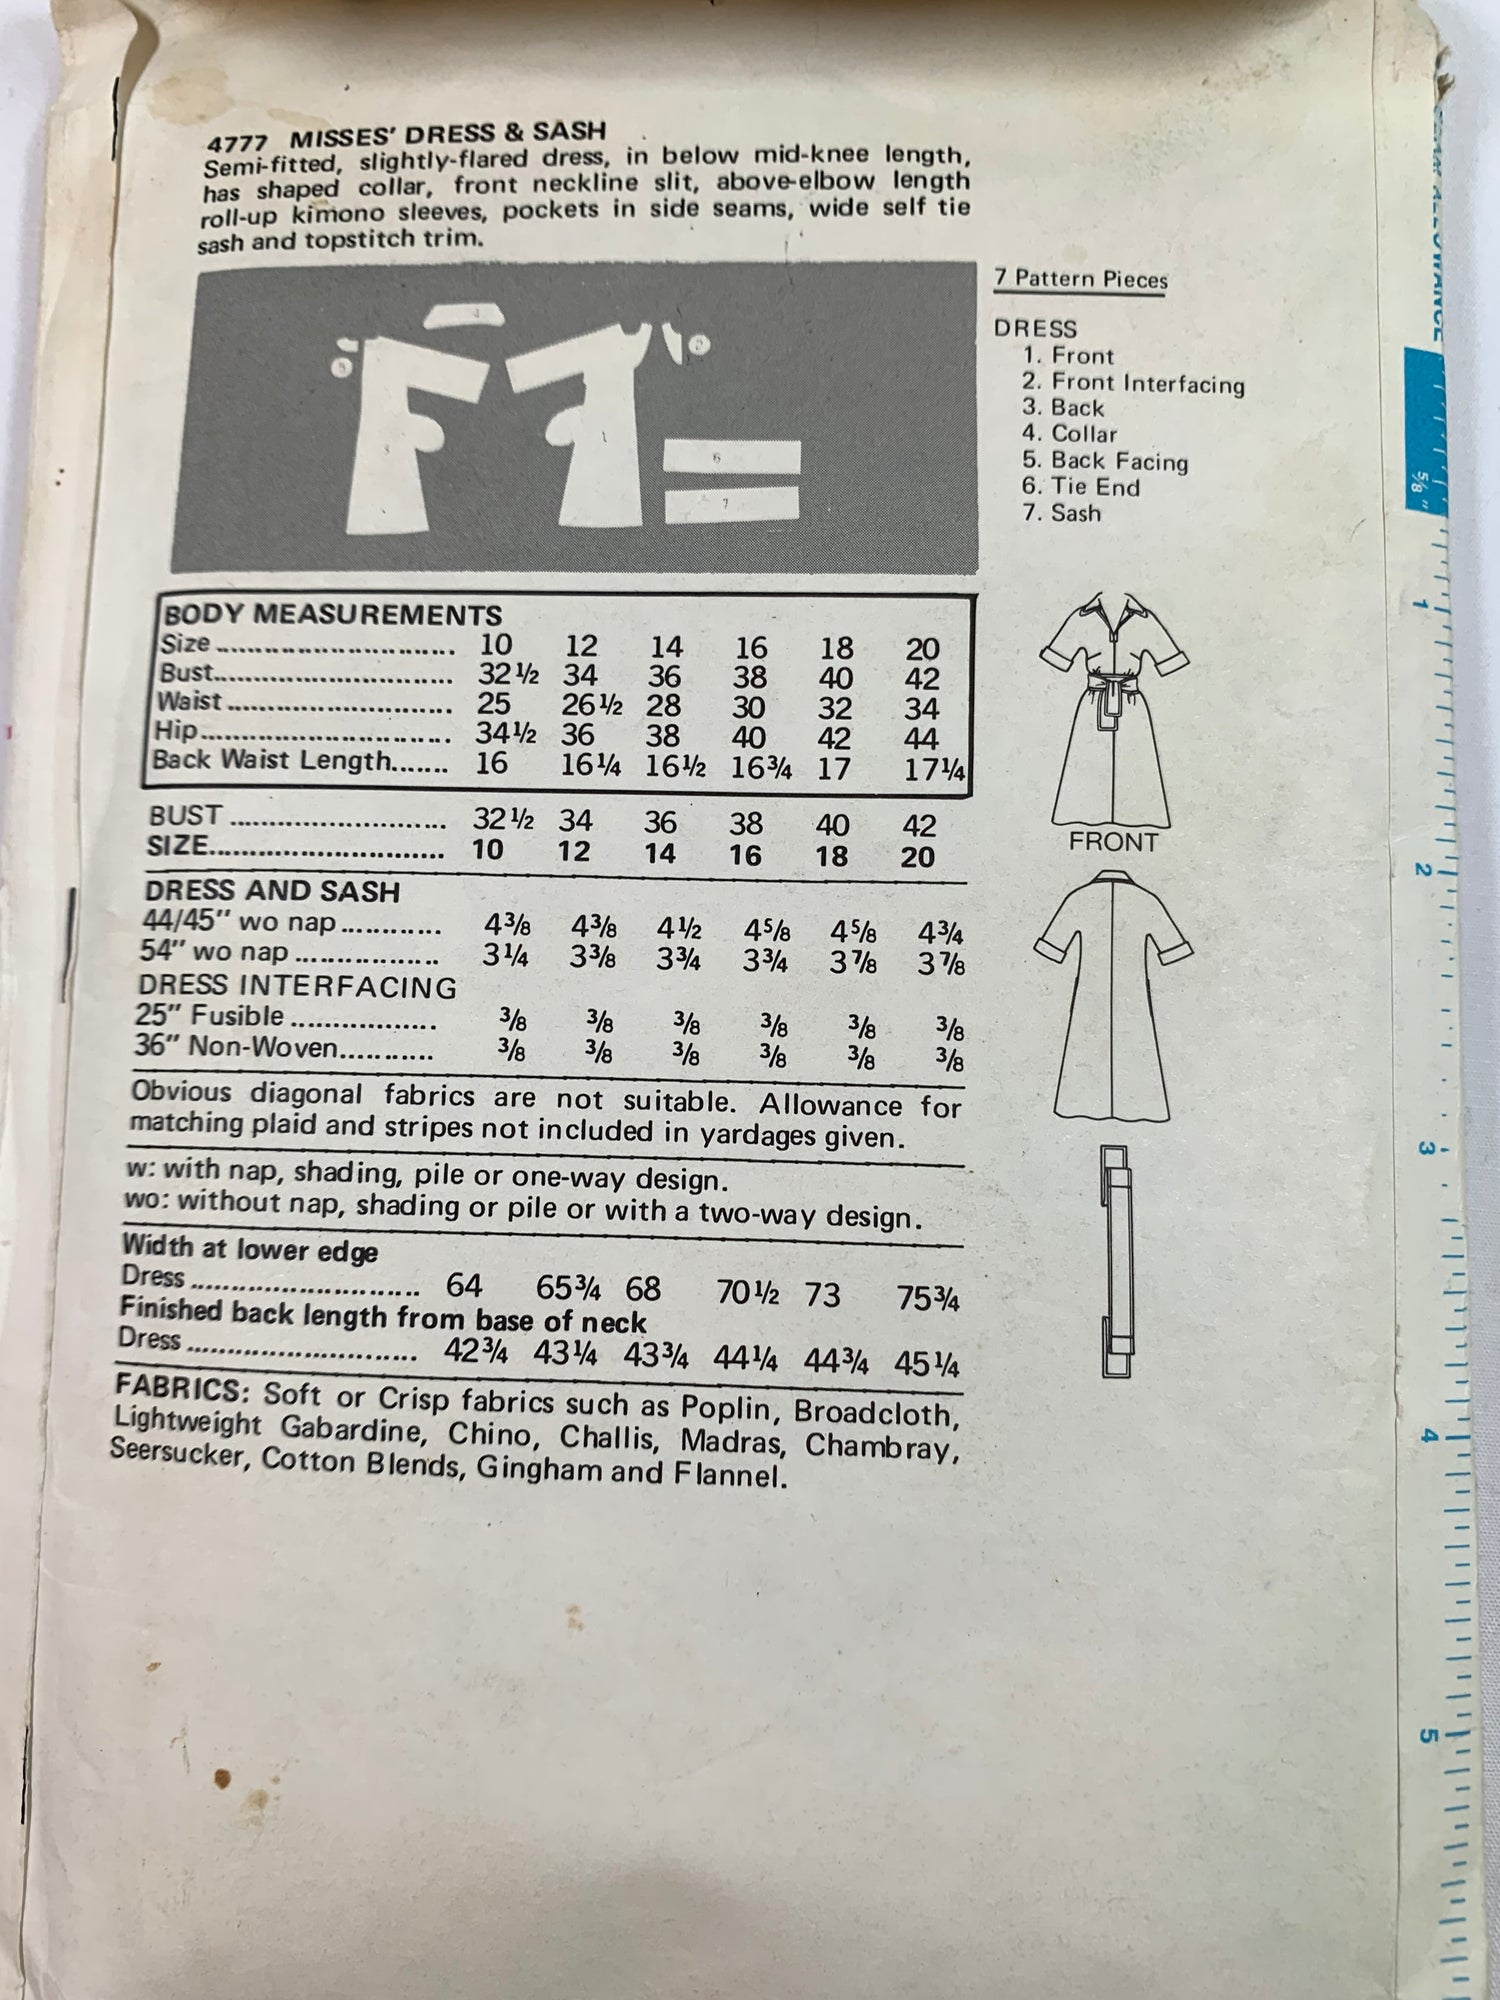 4777 MISSES' DRESS & SASH
Semi-fitted, slightly-flared dress, in below mid-knee length,
has shaped collar, front neckline slit, above-elbow length
roll-up kimono sleeves, pockets in side seams, wide self tie
sash and topstitch trim.
7 Pattern Pieces
DRESS
1. Front
2. Front Interfacing
3. Back
4. Collar
5. Back Facing
6. Tie End
7. Sash
4
5
2
3
1
6
7
BODY MEASUREMENTS
Size 10 12 14 16 18 20
Bust 32½ 34 36 38 40 42
Waist 25 26½ 28 30 32 34
Hip 34½ 36 38 40 42 44
Back Waist Length 16 16¼ 16½ 16¾ 17 17¼
BUST 32½ 34 36 38 40 42
SIZE 10 12 14 16 18 20
DRESS AND SASH
44/45" wo nap 4⅜ 4⅜ 4½ 4⅝ 4⅝ 4¾
54" wo nap 3¼ 3⅜ 3¾ 3¾ 3⅞ 3⅞
DRESS INTERFACING
25" Fusible ⅜ ⅜ ⅜ ⅜ ⅜ ⅜
36" Non-Woven ⅜ ⅜ ⅜ ⅜ ⅜ ⅜
Obvious diagonal fabrics are not suitable. Allowance for
matching plaid and stripes not included in yardages given.
w: with nap, shading, pile or one-way design.
wo: without nap, shading or pile or with a two-way design.
Width at lower edge
Dress 64 65¾ 68 70½ 73 75¾
Finished back length from base of neck
Dress 42¾ 43¼ 43¾ 44¼ 44¾ 45¼
FABRICS: Soft or Crisp fabrics such as Poplin, Broadcloth,
Lightweight Gabardine, Chino, Challis, Madras, Chambray,
Seersucker, Cotton Blends, Gingham and Flannel.
FRONT
ALLOWANCE
⅝"
1
2
3
4
5